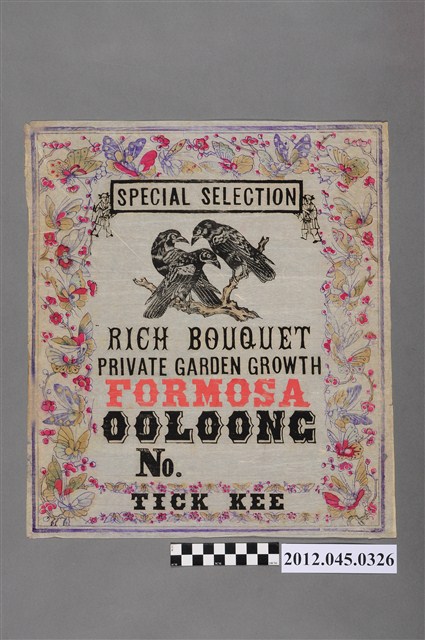 SPECIAL SELECTION
RICH BOUQUET
PRIVATE GARDEN GROWTH
FORMOSA
OOLOONG
No.
TICK KEE
2012.045.0326